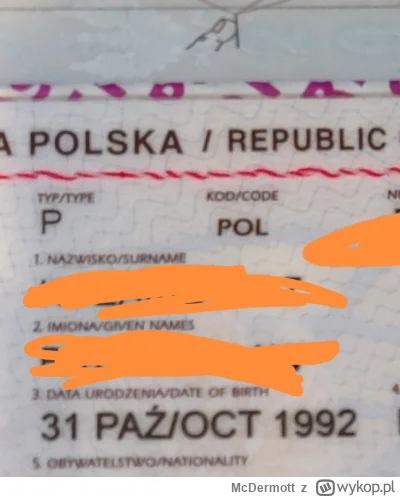 A POLSKA / REPUBLIC
TYP/TYPE KOD/CODE
P POL
1. NAZWISKO/SURNAME
2. IMIONA/GIVEN NAMES
3. DATA URODZENIA/DATE OF BIRTH 4.
31 PAŹ/OCT 1992
5. OBYWATELSTWO/NATIONALITY
McDermott z wykop.pl